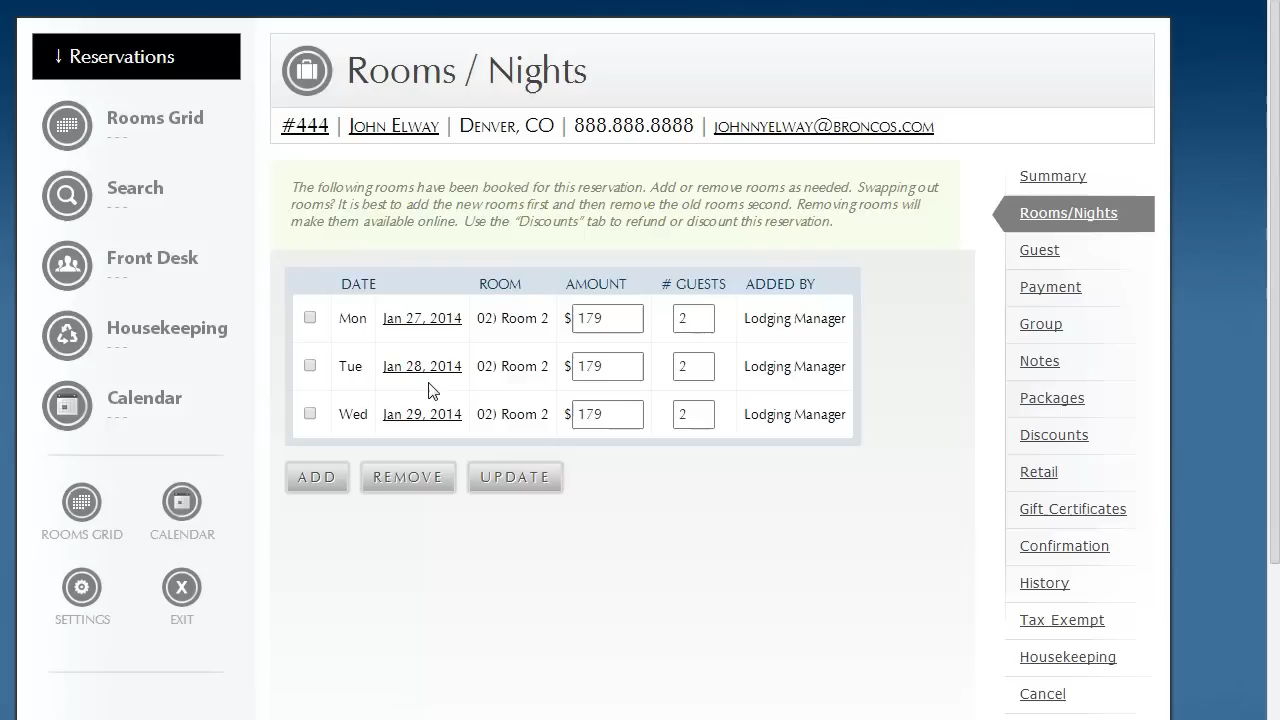 ↓ Reservations
Rooms Grid
- - -
Search
- - -
Front Desk
- - -
Housekeeping
- - -
Calendar
- - -
ROOMS GRID
CALENDAR
SETTINGS
X
EXIT
Rooms / Nights
#444 | John Elway | Denver, CO | 888.888.8888 | johnnyelway@broncos.com
The following rooms have been booked for this reservation. Add or remove rooms as needed. Swapping out
rooms? It is best to add the new rooms first and then remove the old rooms second. Removing rooms will
make them available online. Use the "Discounts" tab to refund or discount this reservation.
DATE ROOM AMOUNT # GUESTS ADDED BY
Mon Jan 27, 2014 02) Room 2 $ 179 2 Lodging Manager
Tue Jan 28, 2014 02) Room 2 $ 179 2 Lodging Manager
Wed Jan 29, 2014 02) Room 2 $ 179 2 Lodging Manager
ADD REMOVE UPDATE
Summary
Rooms/Nights
Guest
Payment
Group
Notes
Packages
Discounts
Retail
Gift Certificates
Confirmation
History
Tax Exempt
Housekeeping
Cancel